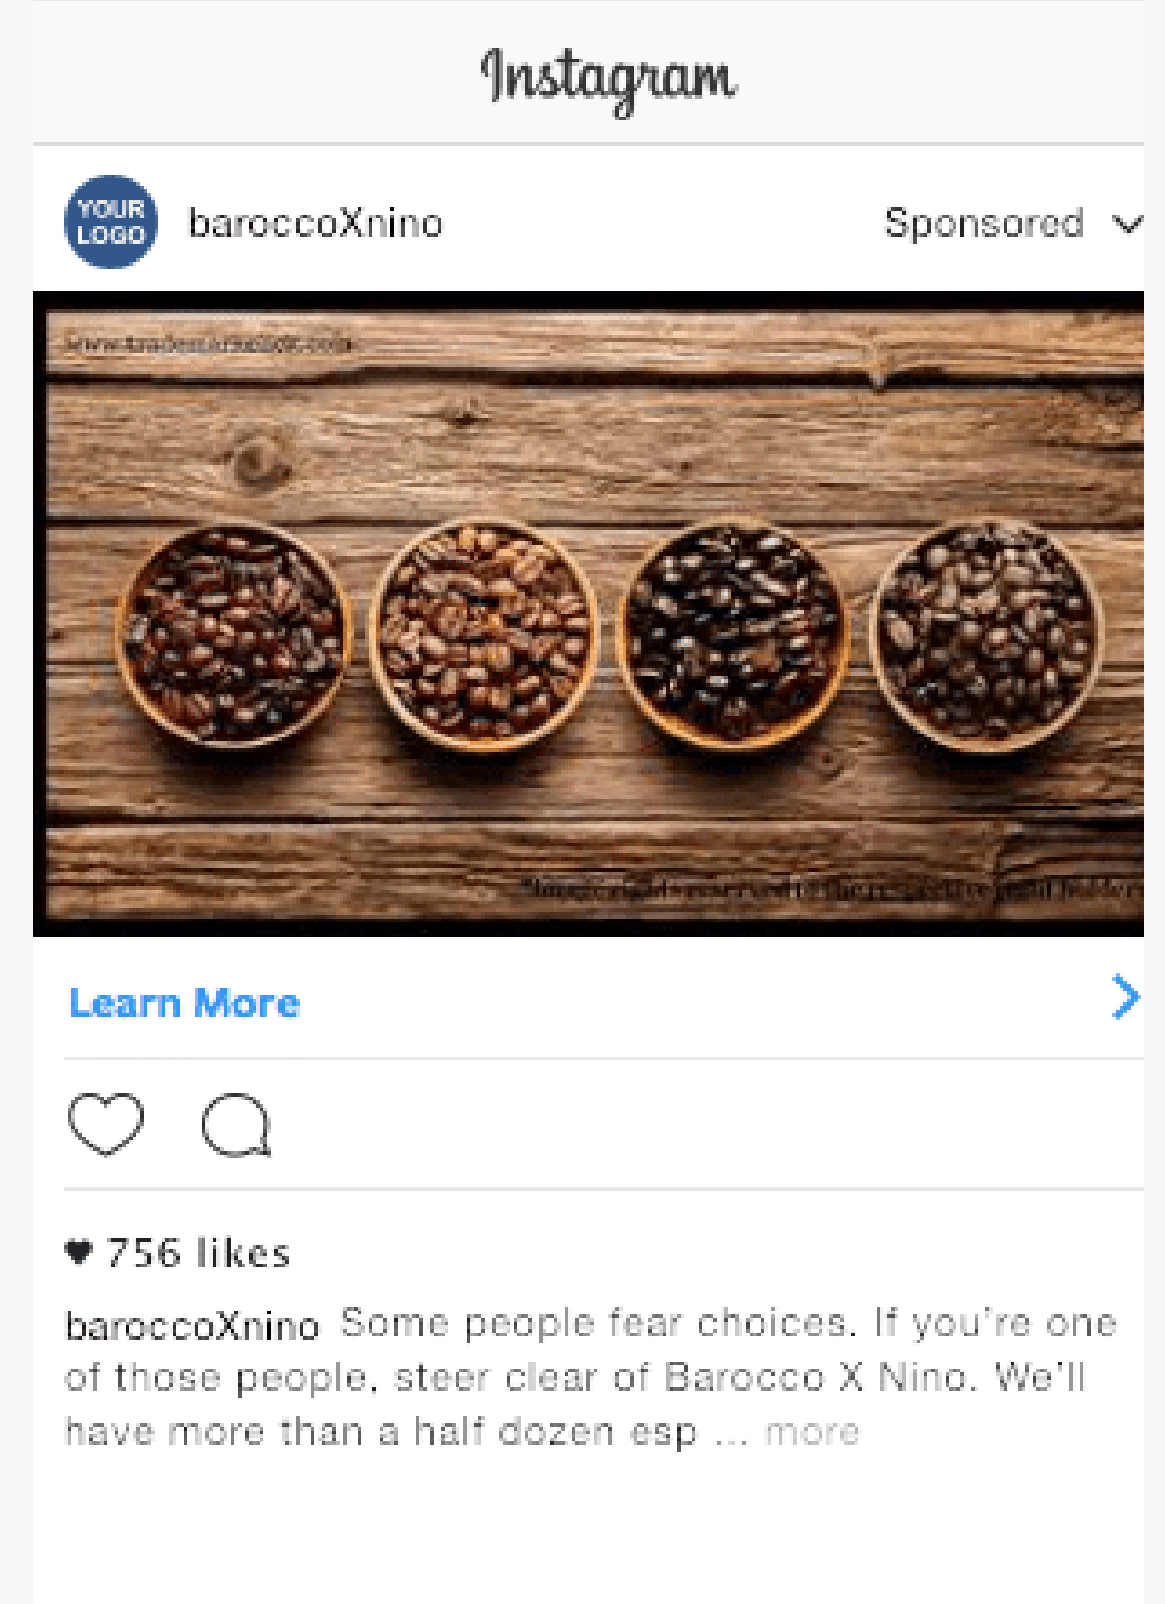 Instagram
YOUR
LOGO
baroccoXnino
Sponsored
Learn More
♥ 756 likes
baroccoXnino Some people fear choices. If you're one
of those people, steer clear of Barocco X Nino. We'll
have more than a half dozen esp ... more